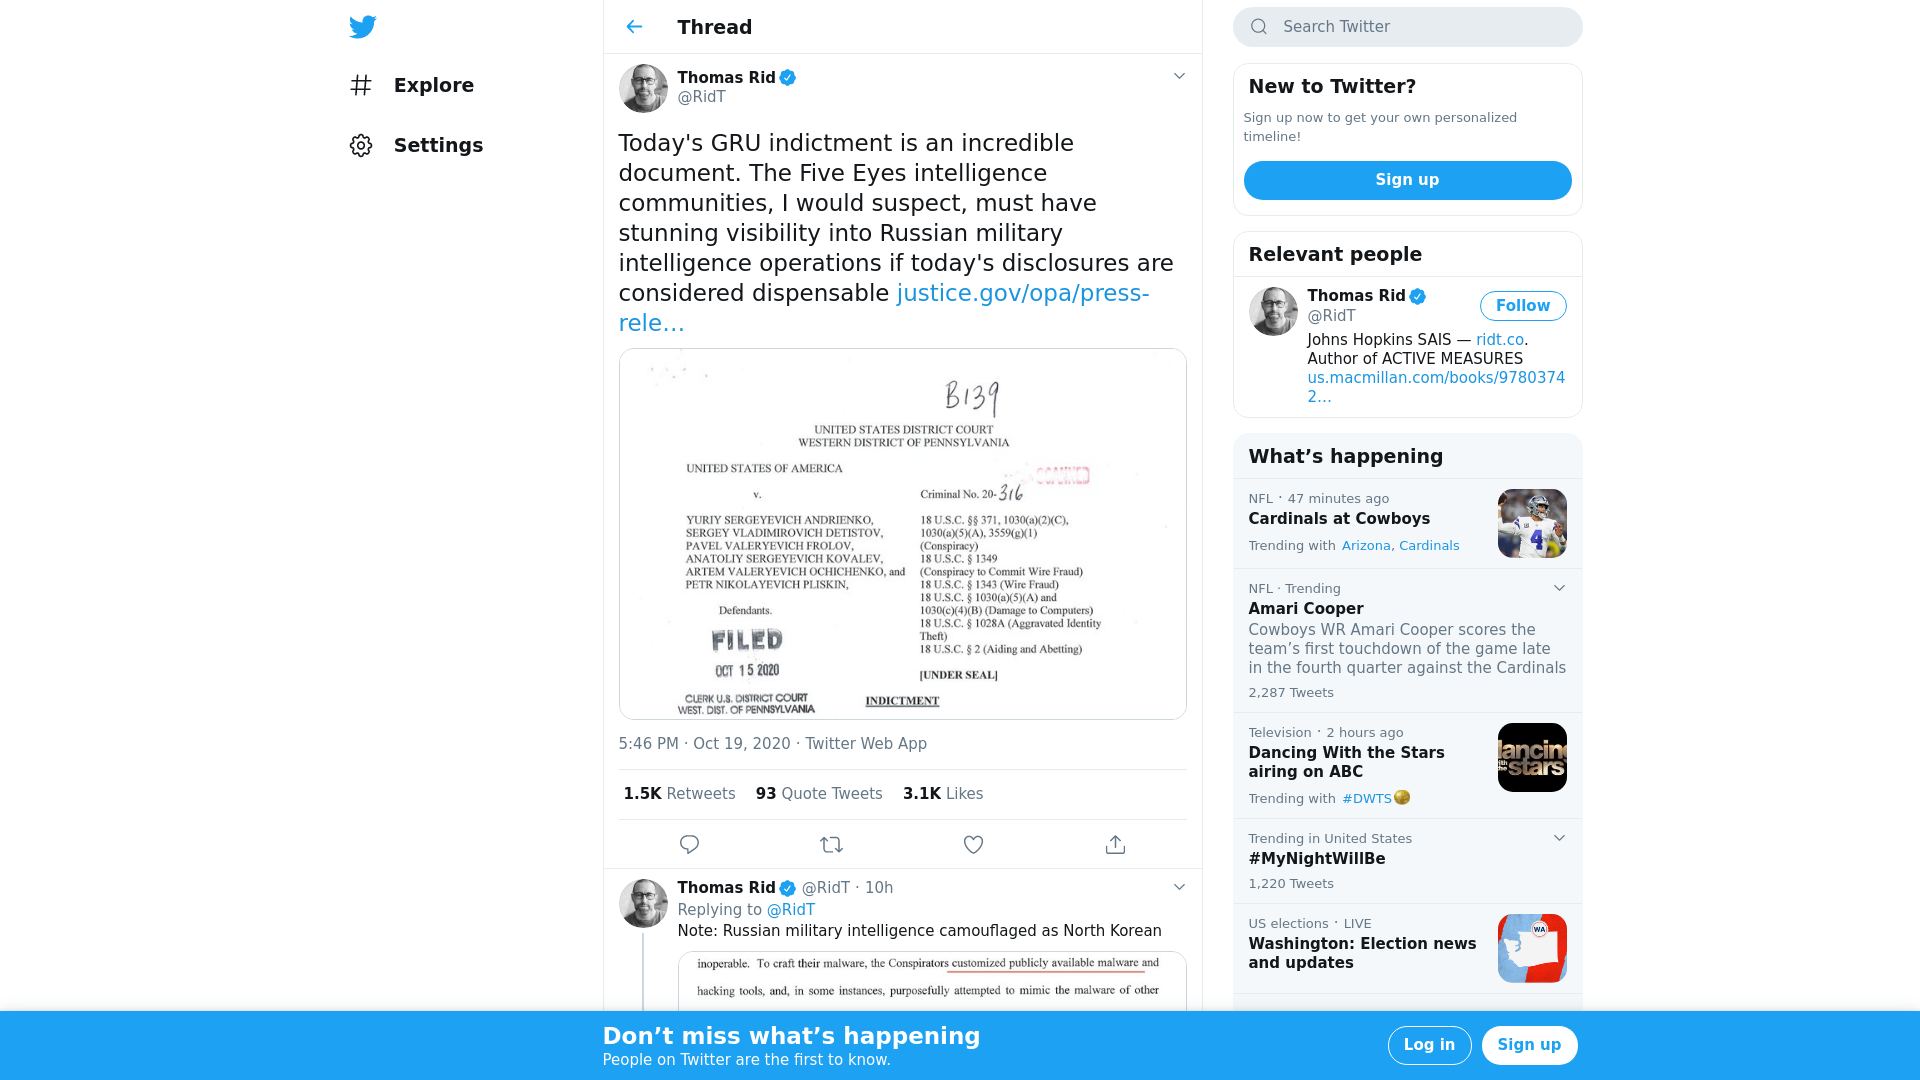 Explore
Settings
Thread
Thomas Rid
@RidT
Today's GRU indictment is an incredible
document. The Five Eyes intelligence
communities, I would suspect, must have
stunning visibility into Russian military
intelligence operations if today's disclosures are
considered dispensable justice.gov/opa/press-
rele…
B139
UNITED STATES DISTRICT COURT
WESTERN DISTRICT OF PENNSYLVANIA
UNITED STATES OF AMERICA
v.
YURIY SERGEYEVICH ANDRIENKO,
SERGEY VLADIMIROVICH DETISTOV,
PAVEL VALERYEVICH FROLOV,
ANATOLIY SERGEYEVICH KOVALEV,
ARTEM VALERYEVICH OCHICHENKO, and
PETR NIKOLAYEVICH PLISKIN,
Defendants.
FILED
OCT 15 2020
CLERK U.S. DISTRICT COURT
WEST. DIST. OF PENNSYLVANIA
Criminal No. 20-316
18 U.S.C. §§ 371, 1030(a)(2)(C),
1030(a)(5)(A), 3559(g)(1)
(Conspiracy)
18 U.S.C. § 1349
(Conspiracy to Commit Wire Fraud)
18 U.S.C. § 1343 (Wire Fraud)
18 U.S.C. § 1030(a)(5)(A) and
1030(c)(4)(B) (Damage to Computers)
18 U.S.C. § 1028A (Aggravated Identity
Theft)
18 U.S.C. § 2 (Aiding and Abetting)
[UNDER SEAL]
INDICTMENT
5:46 PM · Oct 19, 2020 · Twitter Web App
1.5K Retweets 93 Quote Tweets 3.1K Likes
Thomas Rid @RidT · 10h
Replying to @RidT
Note: Russian military intelligence camouflaged as North Korean
inoperable. To craft their malware, the Conspirators customized publicly available malware and
hacking tools, and, in some instances, purposefully attempted to mimic the malware of other
Search Twitter
New to Twitter?
Sign up now to get your own personalized
timeline!
Sign up
Relevant people
Thomas Rid
@RidT
Follow
Johns Hopkins SAIS — ridt.co.
Author of ACTIVE MEASURES
us.macmillan.com/books/9780374
2…
What's happening
NFL · 47 minutes ago
Cardinals at Cowboys
Trending with Arizona, Cardinals
4
NFL · Trending
Amari Cooper
Cowboys WR Amari Cooper scores the
team's first touchdown of the game late
in the fourth quarter against the Cardinals
2,287 Tweets
Television · 2 hours ago
Dancing With the Stars
airing on ABC
Trending with #DWTS
dancing
with the stars
Trending in United States
#MyNightWillBe
1,220 Tweets
US elections · LIVE
Washington: Election news
and updates
WA
Don't miss what's happening
People on Twitter are the first to know.
Log in
Sign up